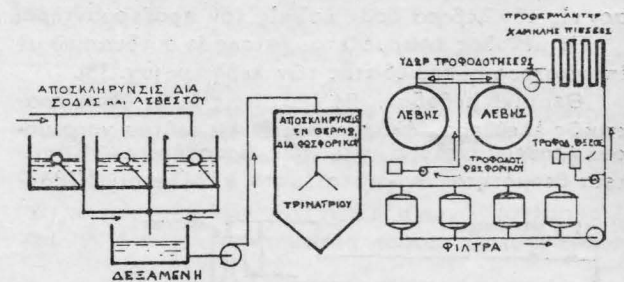 ΠΡΟΘΕΡΜΑΝΤΗΡ
ΧΑΜΗΛΗΣ ΠΙΕΣΕΩΣ
ΥΔΩΡ ΤΡΟΦΟΔΟΤΗΣΕΩΣ
ΑΠΟΣΚΛΗΡΥΝΣΙΣ ΔΙΑ
ΣΟΔΑΣ ΚΑΙ ΑΣΒΕΣΤΟΥ
ΑΠΟΣΚΛΗΡΥΝΣΙΣ
ΕΝ ΘΕΡΜΩ,
ΔΙΑ ΦΩΣΦΟΡΙΚΟΥ
ΤΡΙΝΑΤΡΙΟΥ
ΛΕΒΗΣ
ΛΕΒΗΣ
ΤΡΟΦΟΔΟΤ.
ΦΩΣΦΟΡΙΚΟΥ
ΤΡΟΦΟΔ.
ΦΙΛΤΡΑ
ΔΕΞΑΜΕΝΗ